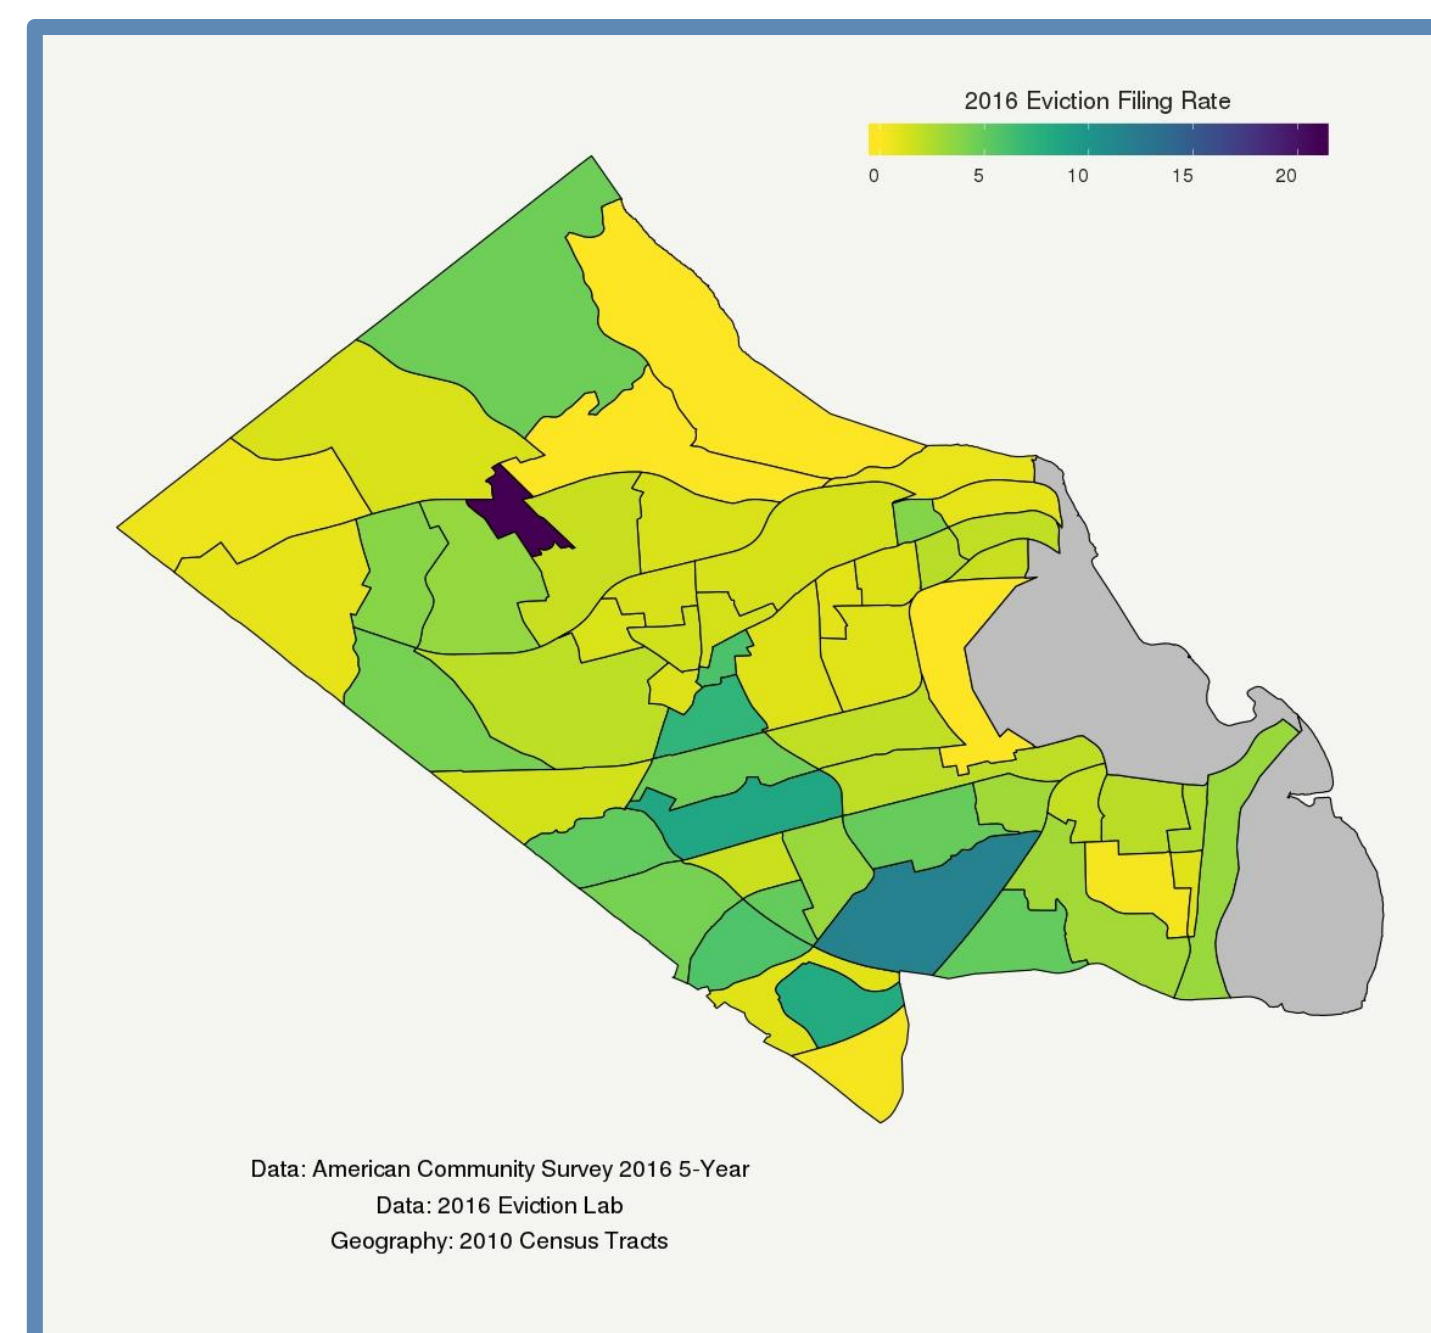 2016 Eviction Filing Rate
0 5 10 15 20
Data: American Community Survey 2016 5-Year
Data: 2016 Eviction Lab
Geography: 2010 Census Tracts